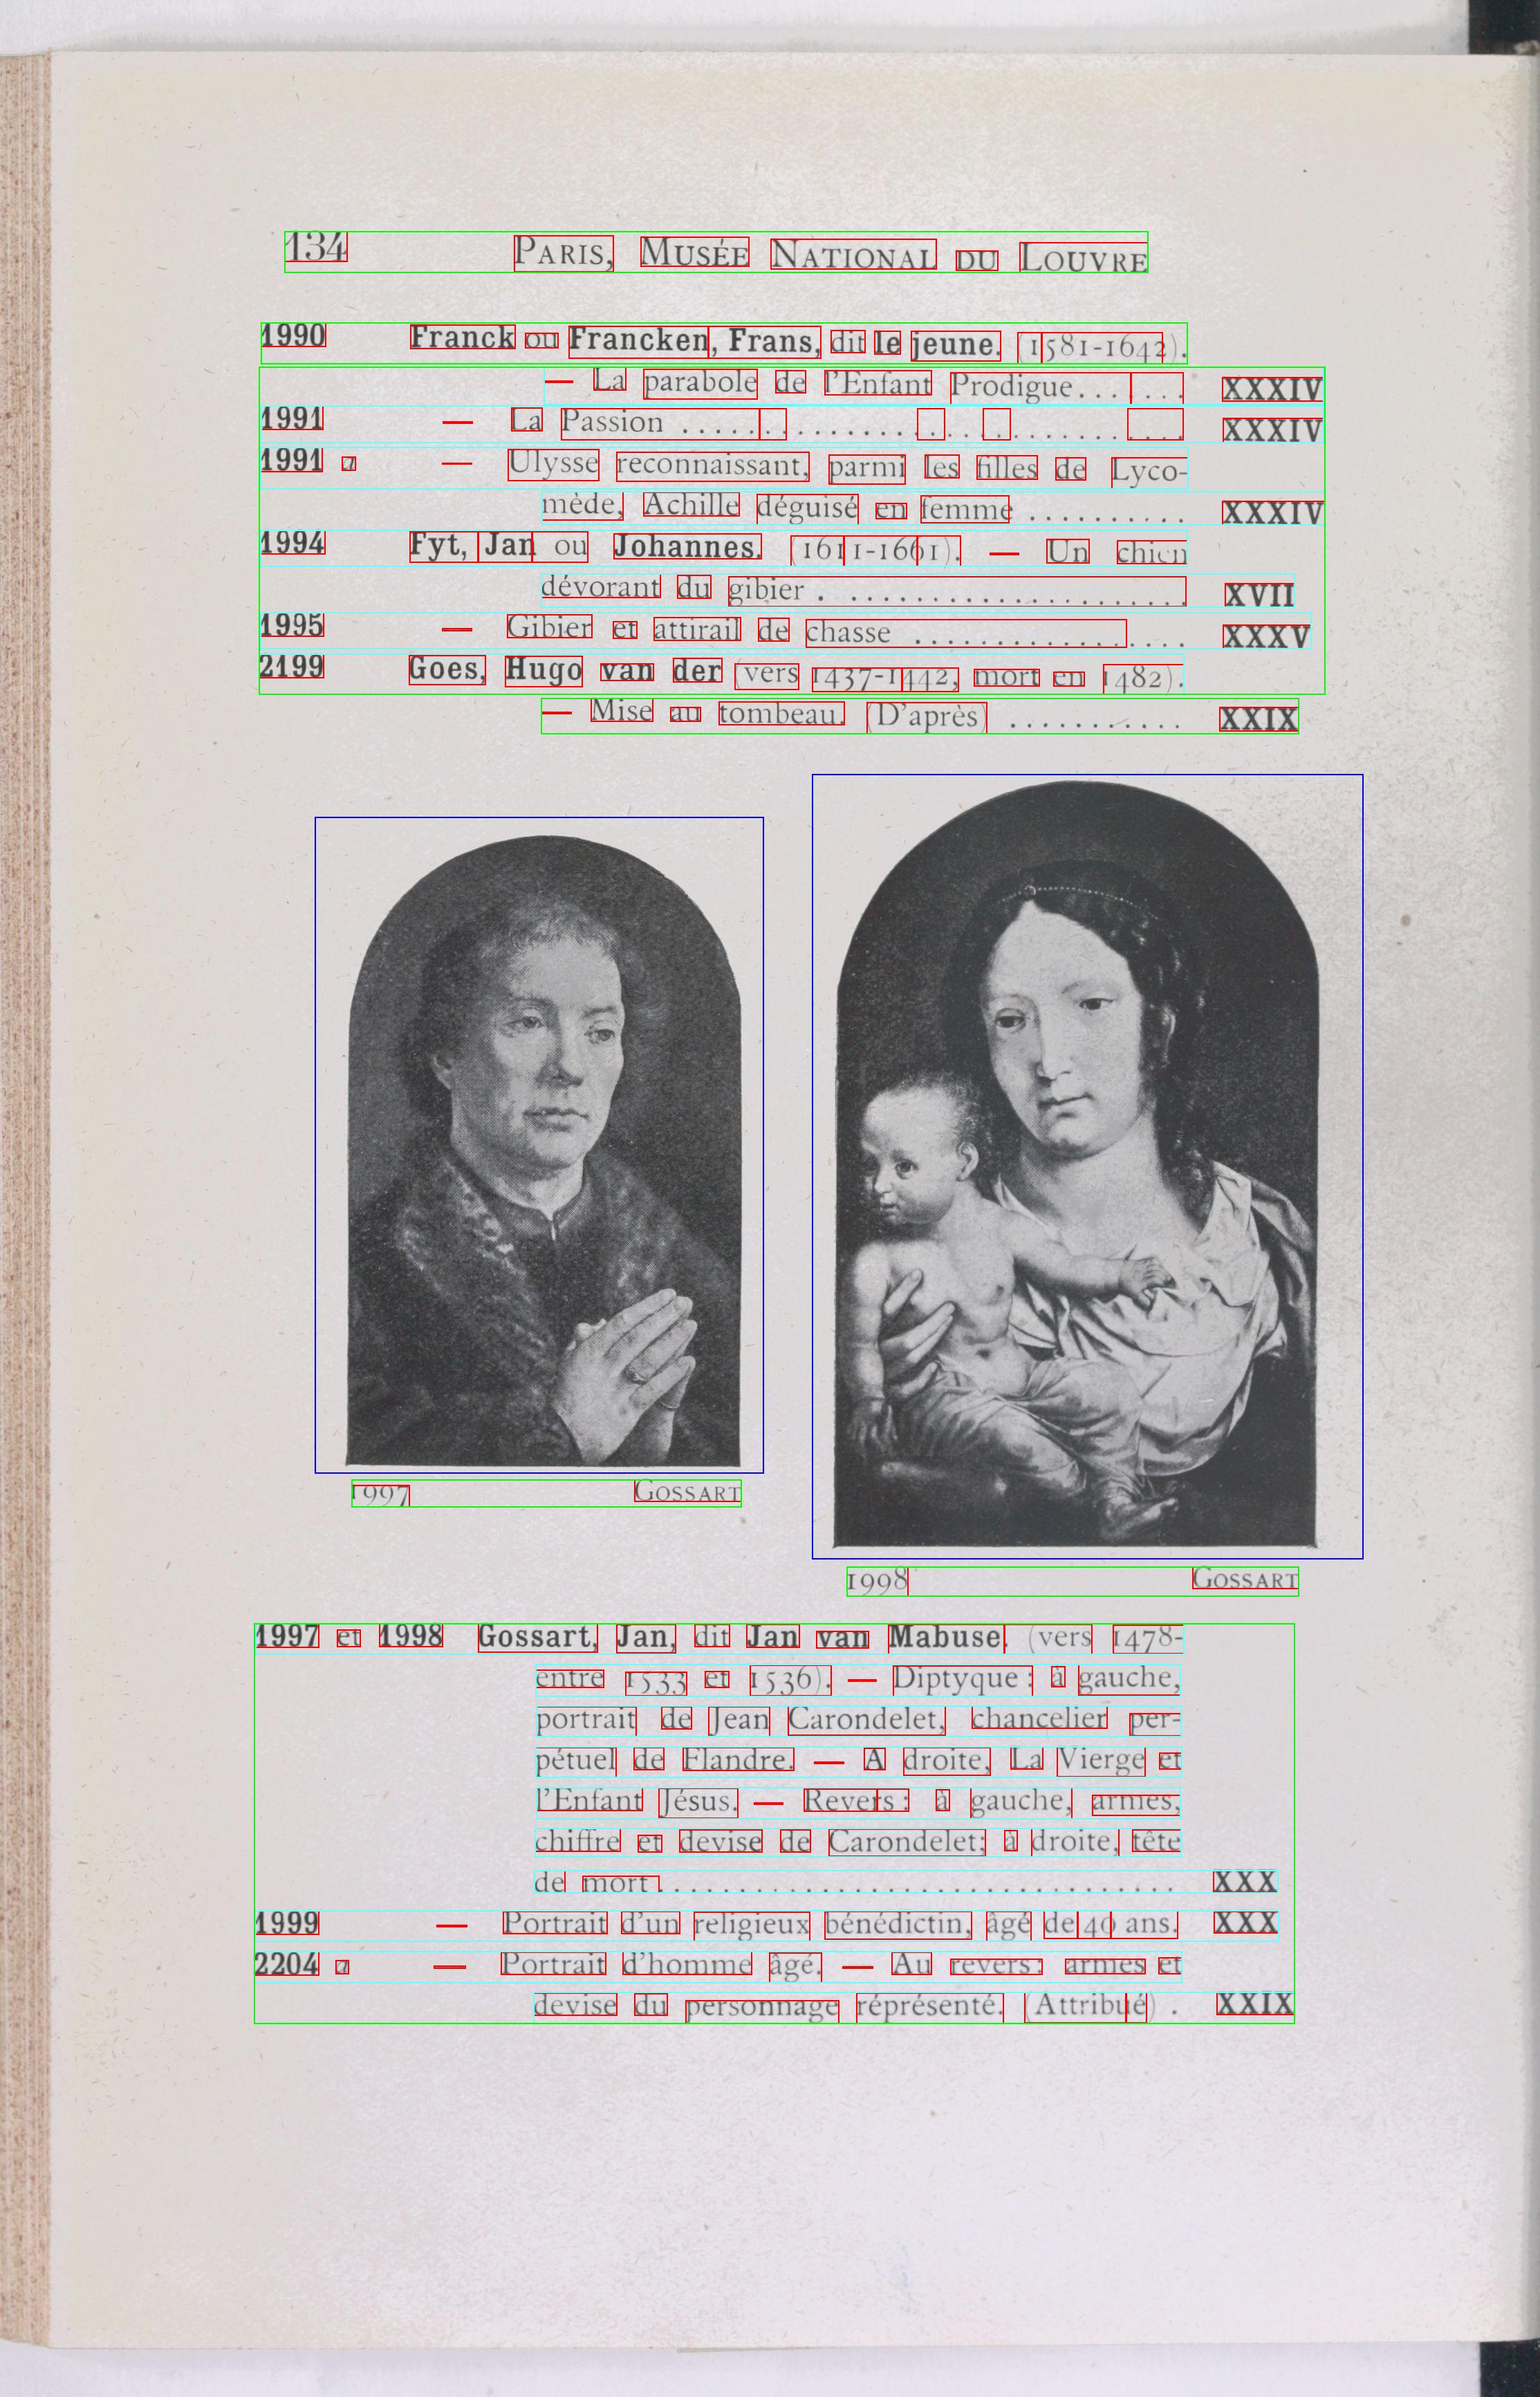 134 PARIS, MUSÉE NATIONAL DU LOUVRE
1990 Franck ou Francken, Frans, dit le jeune. (1581-1642).
— La parabole de l'Enfant Prodigue....... XXXIV
1991 — La Passion ................................ XXXIV
1991 a — Ulysse reconnaissant, parmi les filles de Lyco-
mède, Achille déguisé en femme .......... XXXIV
1994 Fyt, Jan ou Johannes. (1611-1661). — Un chien
dévorant du gibier . ...................... XVII
1995 — Gibier et attirail de chasse .................. XXXV
2199 Goes, Hugo van der (vers 1437-1442, mort en 1482).
— Mise au tombeau. (D'après) ........... XXIX
1997 GOSSART
1998 GOSSART
1997 et 1998 Gossart, Jan, dit Jan van Mabuse. (vers 1478-
entre 1533 et 1536). — Diptyque : à gauche,
portrait de Jean Carondelet, chancelier per-
pétuel de Flandre. — A droite, La Vierge et
l'Enfant Jésus. — Revers : à gauche, armes,
chiffre et devise de Carondelet; à droite, tête
de mort................................. XXX
1999 — Portrait d'un religieux bénédictin, âgé de 40 ans. XXX
2204 a — Portrait d'homme âgé. — Au revers : armes et
devise du personnage réprésenté. (Attribué) . XXIX